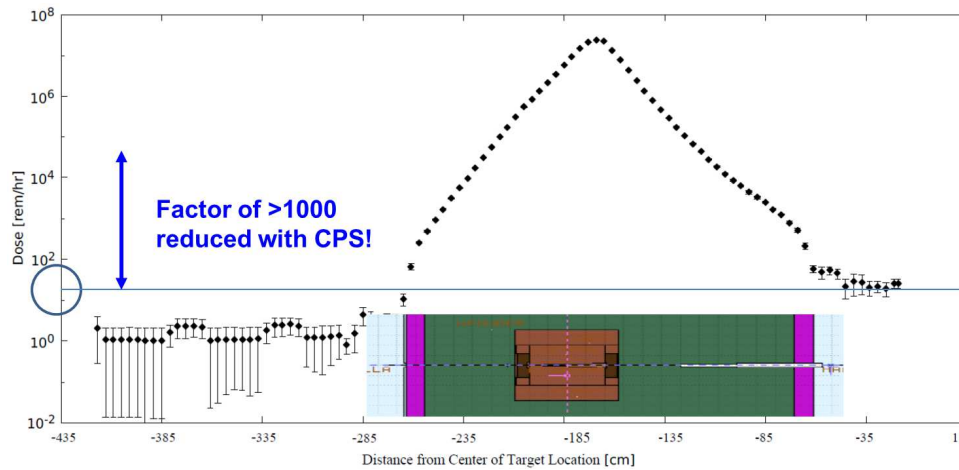 10^8
10^6
10^4
10^2
10^0
10^-2
Dose [rem/hr]
Factor of >1000
reduced with CPS!
-435 -385 -335 -285 -235 -185 -135 -85 -35 1
Distance from Center of Target Location [cm]